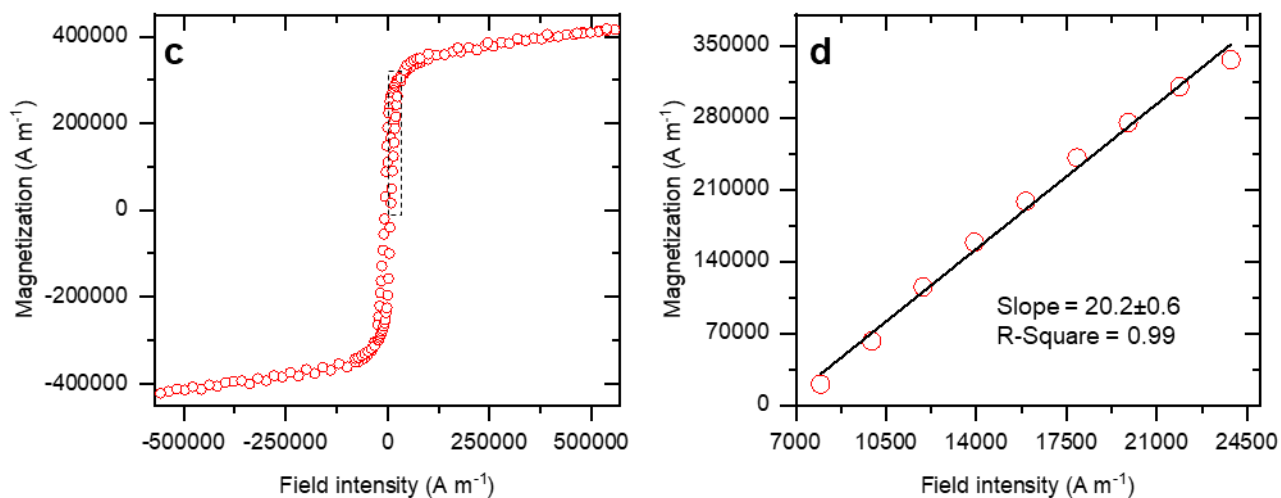 c
400000
200000
0
-200000
-400000
Magnetization (A m⁻¹)
-500000 -250000 0 250000 500000
Field intensity (A m⁻¹)
d
350000
280000
210000
140000
70000
0
Magnetization (A m⁻¹)
Slope = 20.2±0.6
R-Square = 0.99
7000 10500 14000 17500 21000 24500
Field intensity (A m⁻¹)